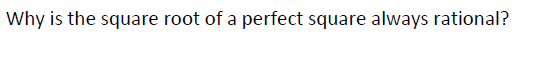 Why is the square root of a perfect square always rational?